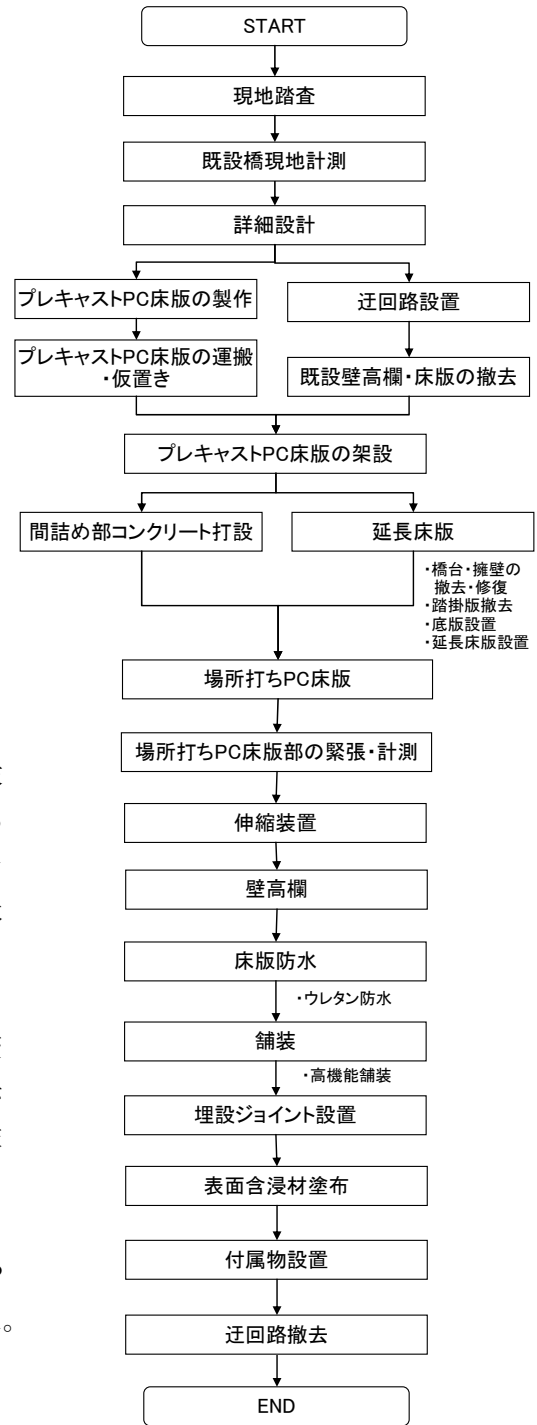 START
現地踏査
既設橋現地計測
詳細設計
プレキャストPC床版の製作
迂回路設置
プレキャストPC床版の運搬
・仮置き
既設壁高欄・床版の撤去
プレキャストPC床版の架設
間詰め部コンクリート打設
延長床版
・橋台・擁壁の
撤去・修復
・踏掛版撤去
・底版設置
・延長床版設置
場所打ちPC床版
場所打ちPC床版部の緊張・計測
伸縮装置
壁高欄
床版防水
・ウレタン防水
舗装
・高機能舗装
埋設ジョイント設置
表面含浸材塗布
付属物設置
迂回路撤去
。
END